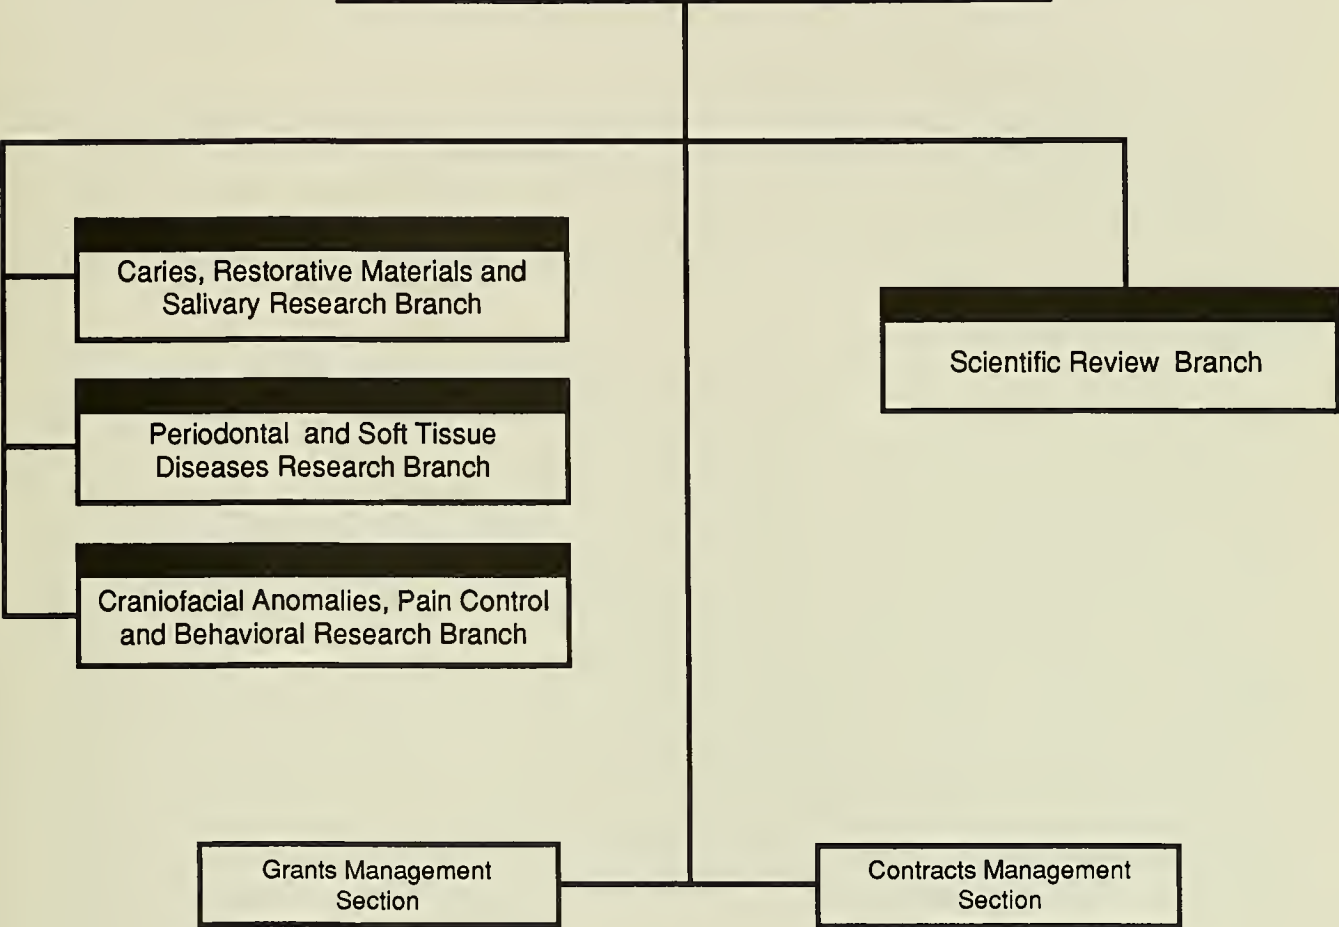 Caries, Restorative Materials and
Salivary Research Branch
Scientific Review Branch
Periodontal and Soft Tissue
Diseases Research Branch
Craniofacial Anomalies, Pain Control
and Behavioral Research Branch
Grants Management
Section
Contracts Management
Section